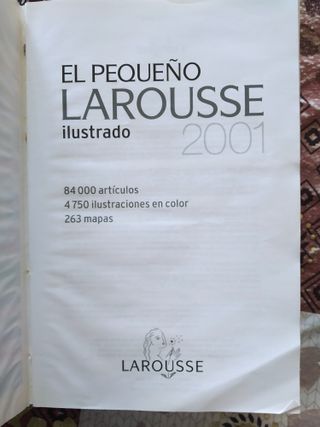 EL PEQUEÑO
LAROUSSE
ilustrado
2001
84 000 artículos
4 750 ilustraciones en color
263 mapas
LAROUSSE